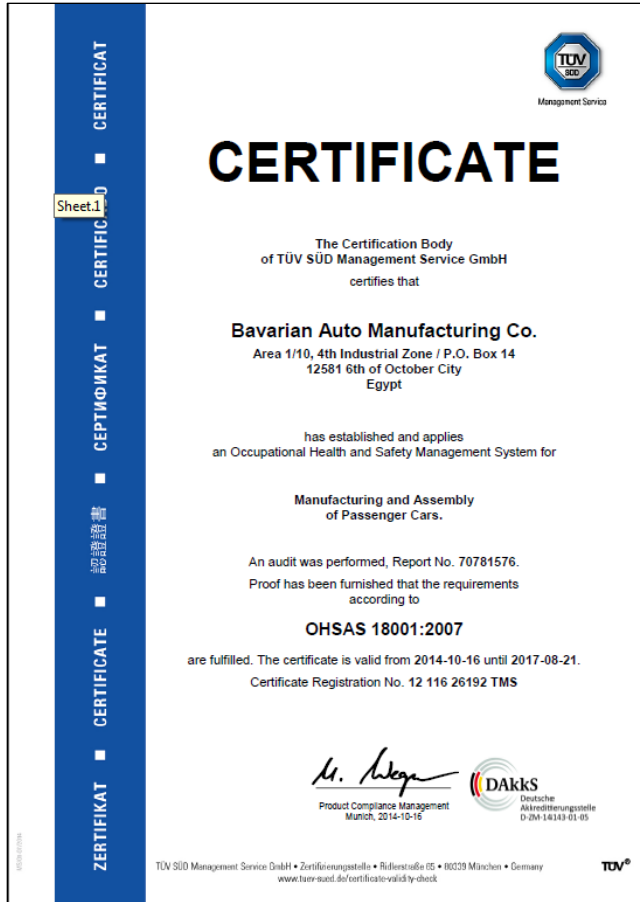 TÜV
SÜD
Management Service
CERTIFICATE
The Certification Body
of TÜV SÜD Management Service GmbH
certifies that
Bavarian Auto Manufacturing Co.
Area 1/10, 4th Industrial Zone / P.O. Box 14
12581 6th of October City
Egypt
has established and applies
an Occupational Health and Safety Management System for
Manufacturing and Assembly
of Passenger Cars.
An audit was performed, Report No. 70781576.
Proof has been furnished that the requirements
according to
OHSAS 18001:2007
are fulfilled. The certificate is valid from 2014-10-16 until 2017-08-21.
Certificate Registration No. 12 116 26192 TMS
Product Compliance Management
Munich, 2014-10-16
DAkkS
Deutsche
Akkreditierungsstelle
D-ZM-14143-01-05
TÜV SÜD Management Service GmbH • Zertifizierungsstelle • Ridlerstraße 65 • 80339 München • Germany
www.tuev-sued.de/certificate-validity-check
TÜV®
ZERTIFIKAT ■ CERTIFICATE ■ 認證證書 ■ СЕРТИФИКАТ ■ CERTIFICADO ■ CERTIFICAT
Sheet.1